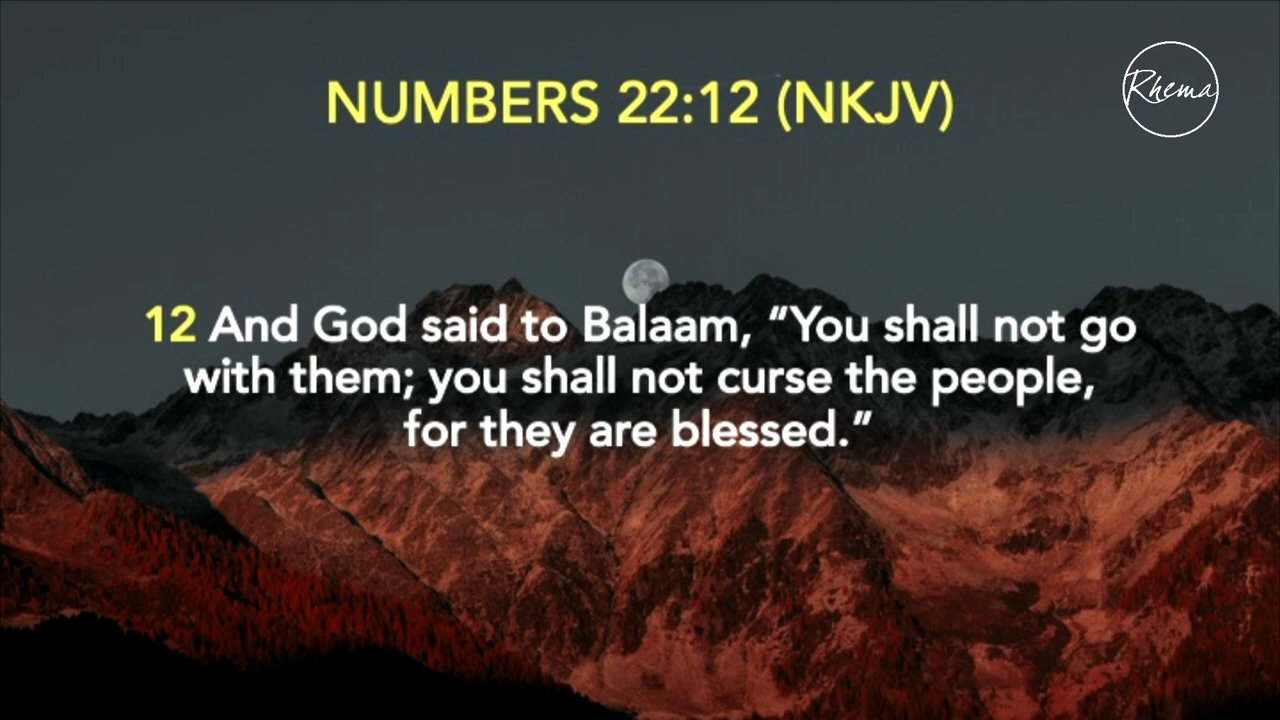 NUMBERS 22:12 (NKJV)
Rhema
12 And God said to Balaam, “You shall not go
with them; you shall not curse the people,
for they are blessed.”